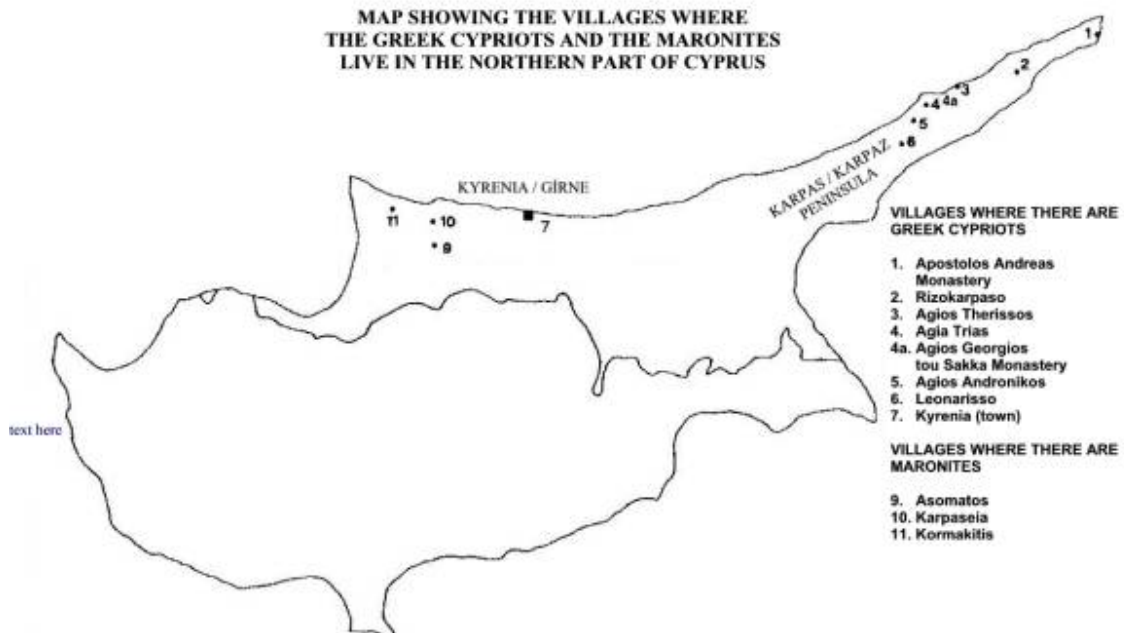 MAP SHOWING THE VILLAGES WHERE
THE GREEK CYPRIOTS AND THE MARONITES
LIVE IN THE NORTHERN PART OF CYPRUS
1
2
3
4 4a
5
6
KARPAS / KARPAZ
PENINSULA
KYRENIA / GİRNE
11
10
7
9
text here
VILLAGES WHERE THERE ARE
GREEK CYPRIOTS
1. Apostolos Andreas
Monastery
2. Rizokarpaso
3. Agios Therissos
4. Agia Trias
4a. Agios Georgios
tou Sakka Monastery
5. Agios Andronikos
6. Leonarisso
7. Kyrenia (town)
VILLAGES WHERE THERE ARE
MARONITES
9. Asomatos
10. Karpaseia
11. Kormakitis